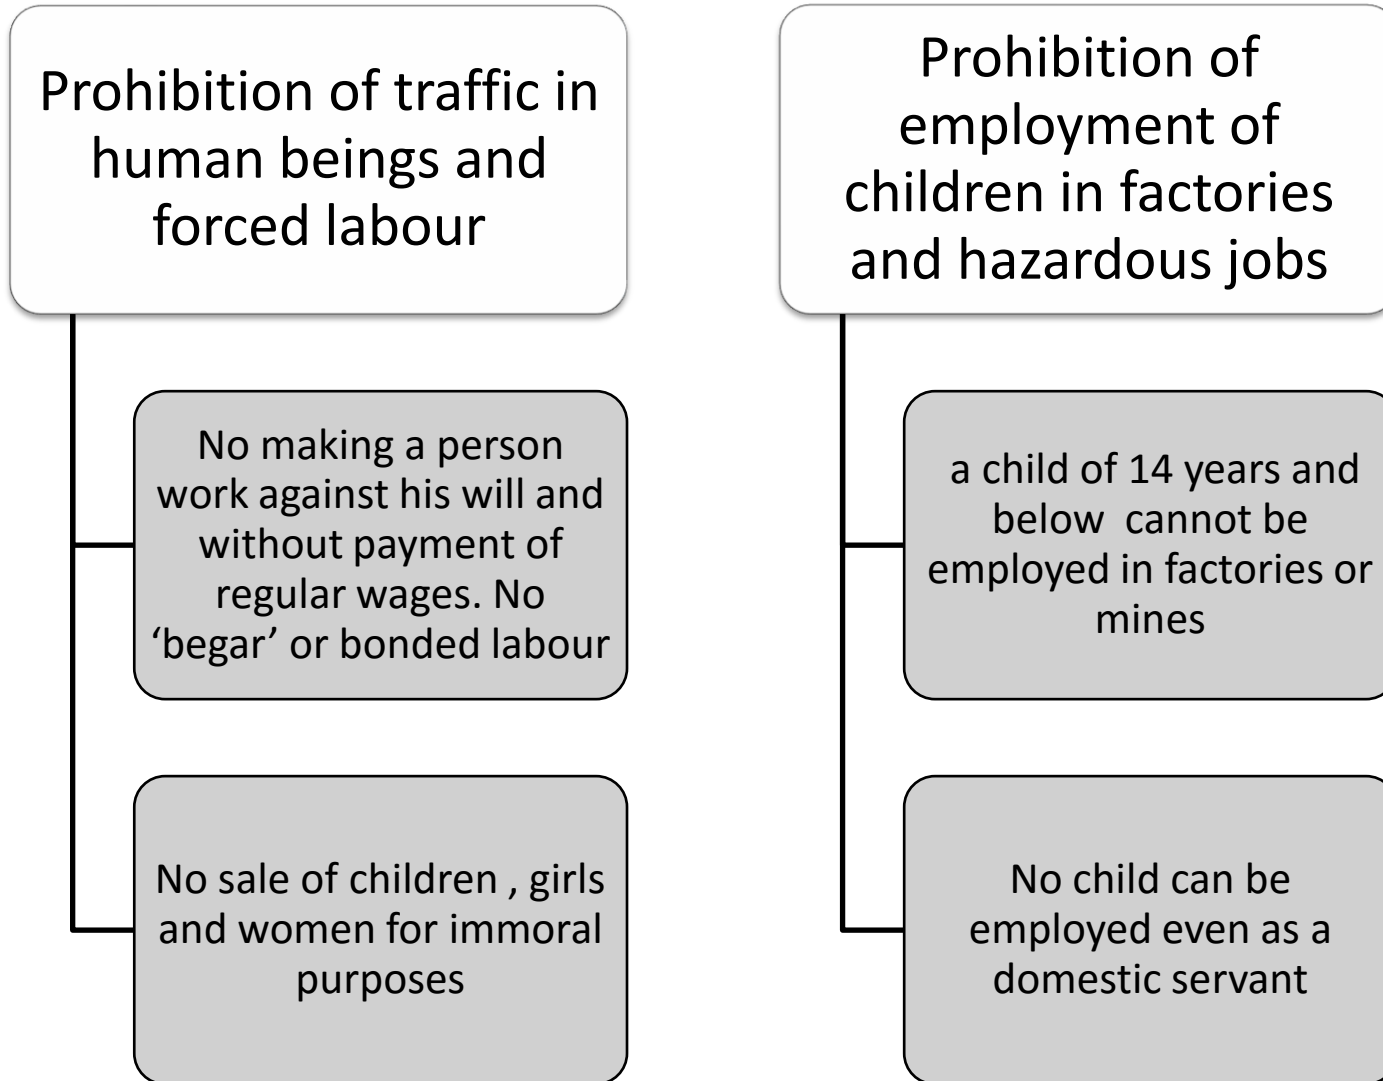 Prohibition of traffic in
human beings and
forced labour
No making a person
work against his will and
without payment of
regular wages. No
‘begar’ or bonded labour
No sale of children , girls
and women for immoral
purposes
Prohibition of
employment of
children in factories
and hazardous jobs
a child of 14 years and
below  cannot be
employed in factories or
mines
No child can be
employed even as a
domestic servant